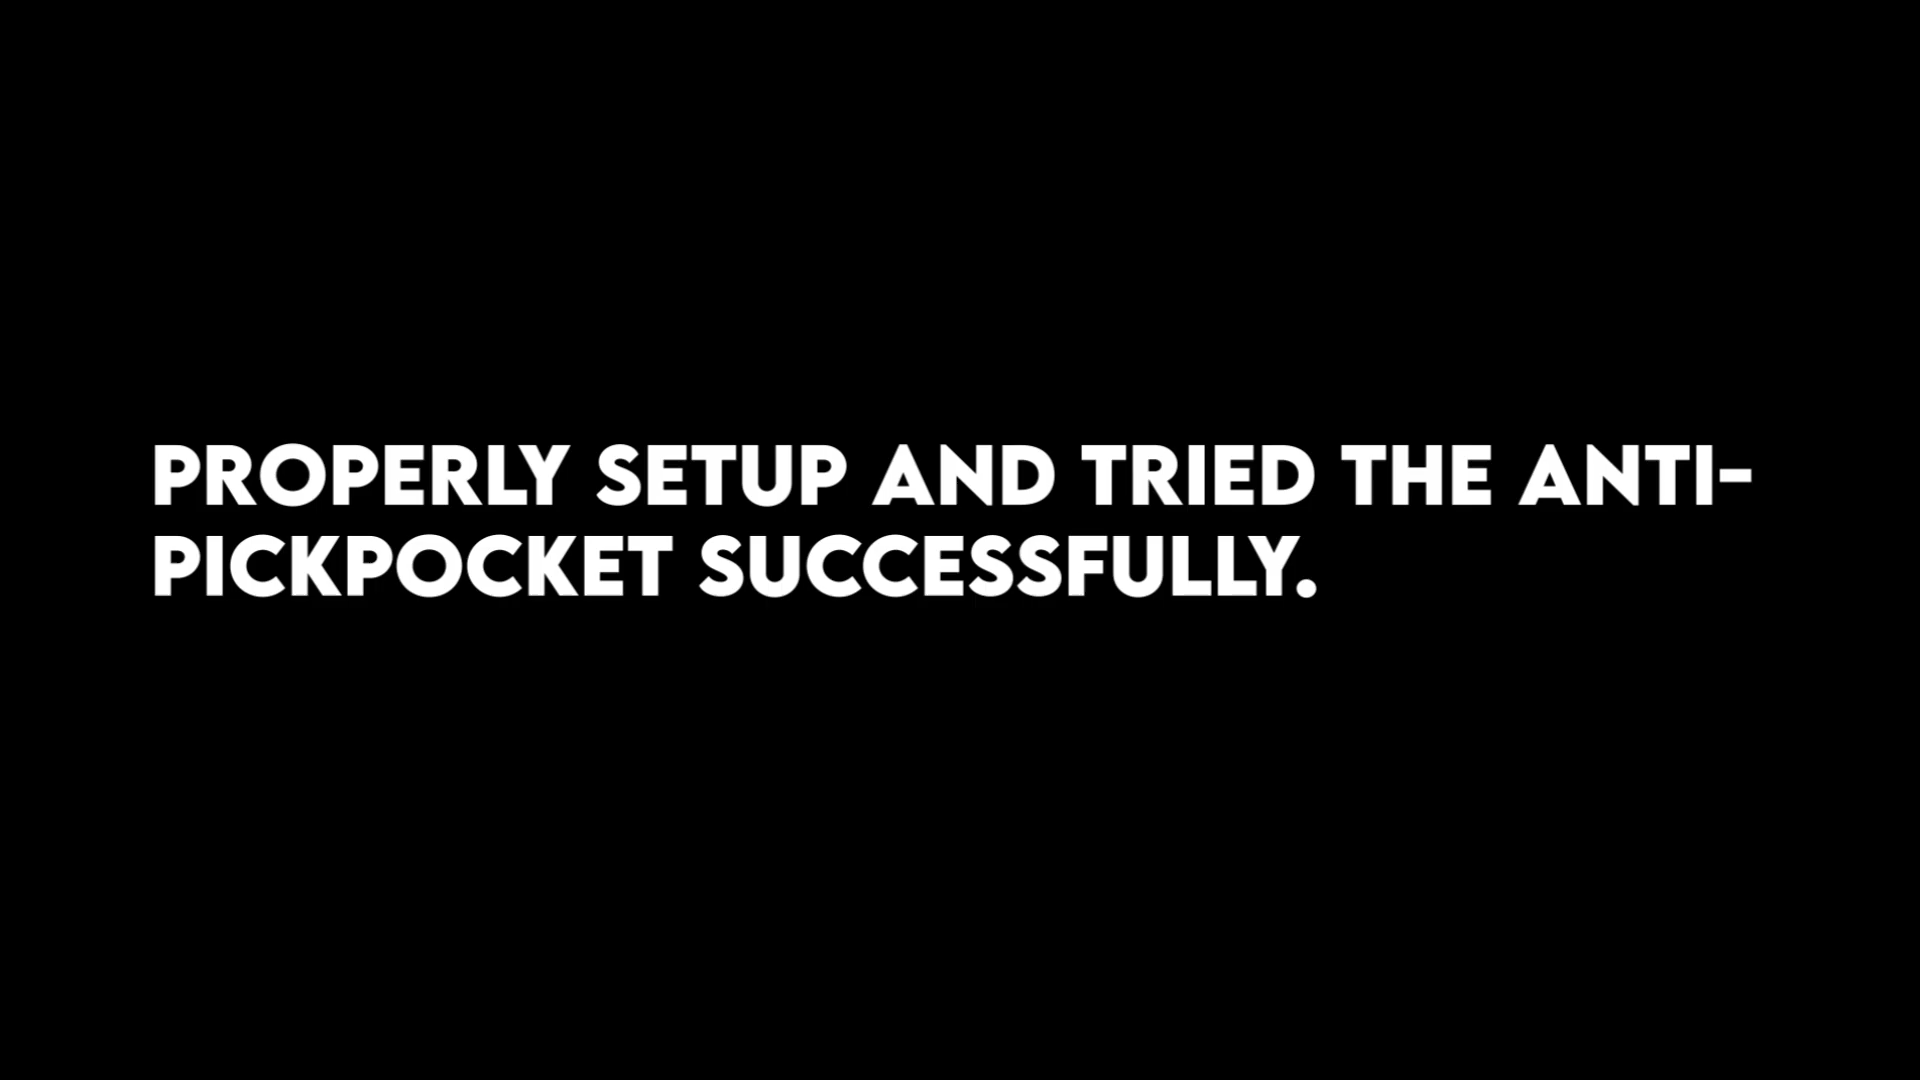 PROPERLY SETUP AND TRIED THE ANTI-
PICKPOCKET SUCCESSFULLY.